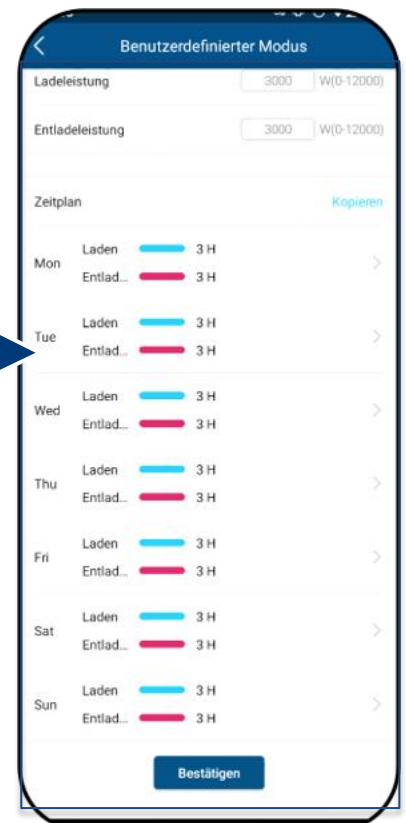 Benutzerdefinierter Modus
Ladeleistung 3000 W(0-12000)
Entladeleistung 3000 W(0-12000)
Zeitplan Kopieren
Laden 3 H
Mon
Entlad... 3 H
Laden 3 H
Tue
Entlad... 3 H
Laden 3 H
Wed
Entlad... 3 H
Laden 3 H
Thu
Entlad... 3 H
Laden 3 H
Fri
Entlad... 3 H
Laden 3 H
Sat
Entlad... 3 H
Laden 3 H
Sun
Entlad... 3 H
Bestätigen